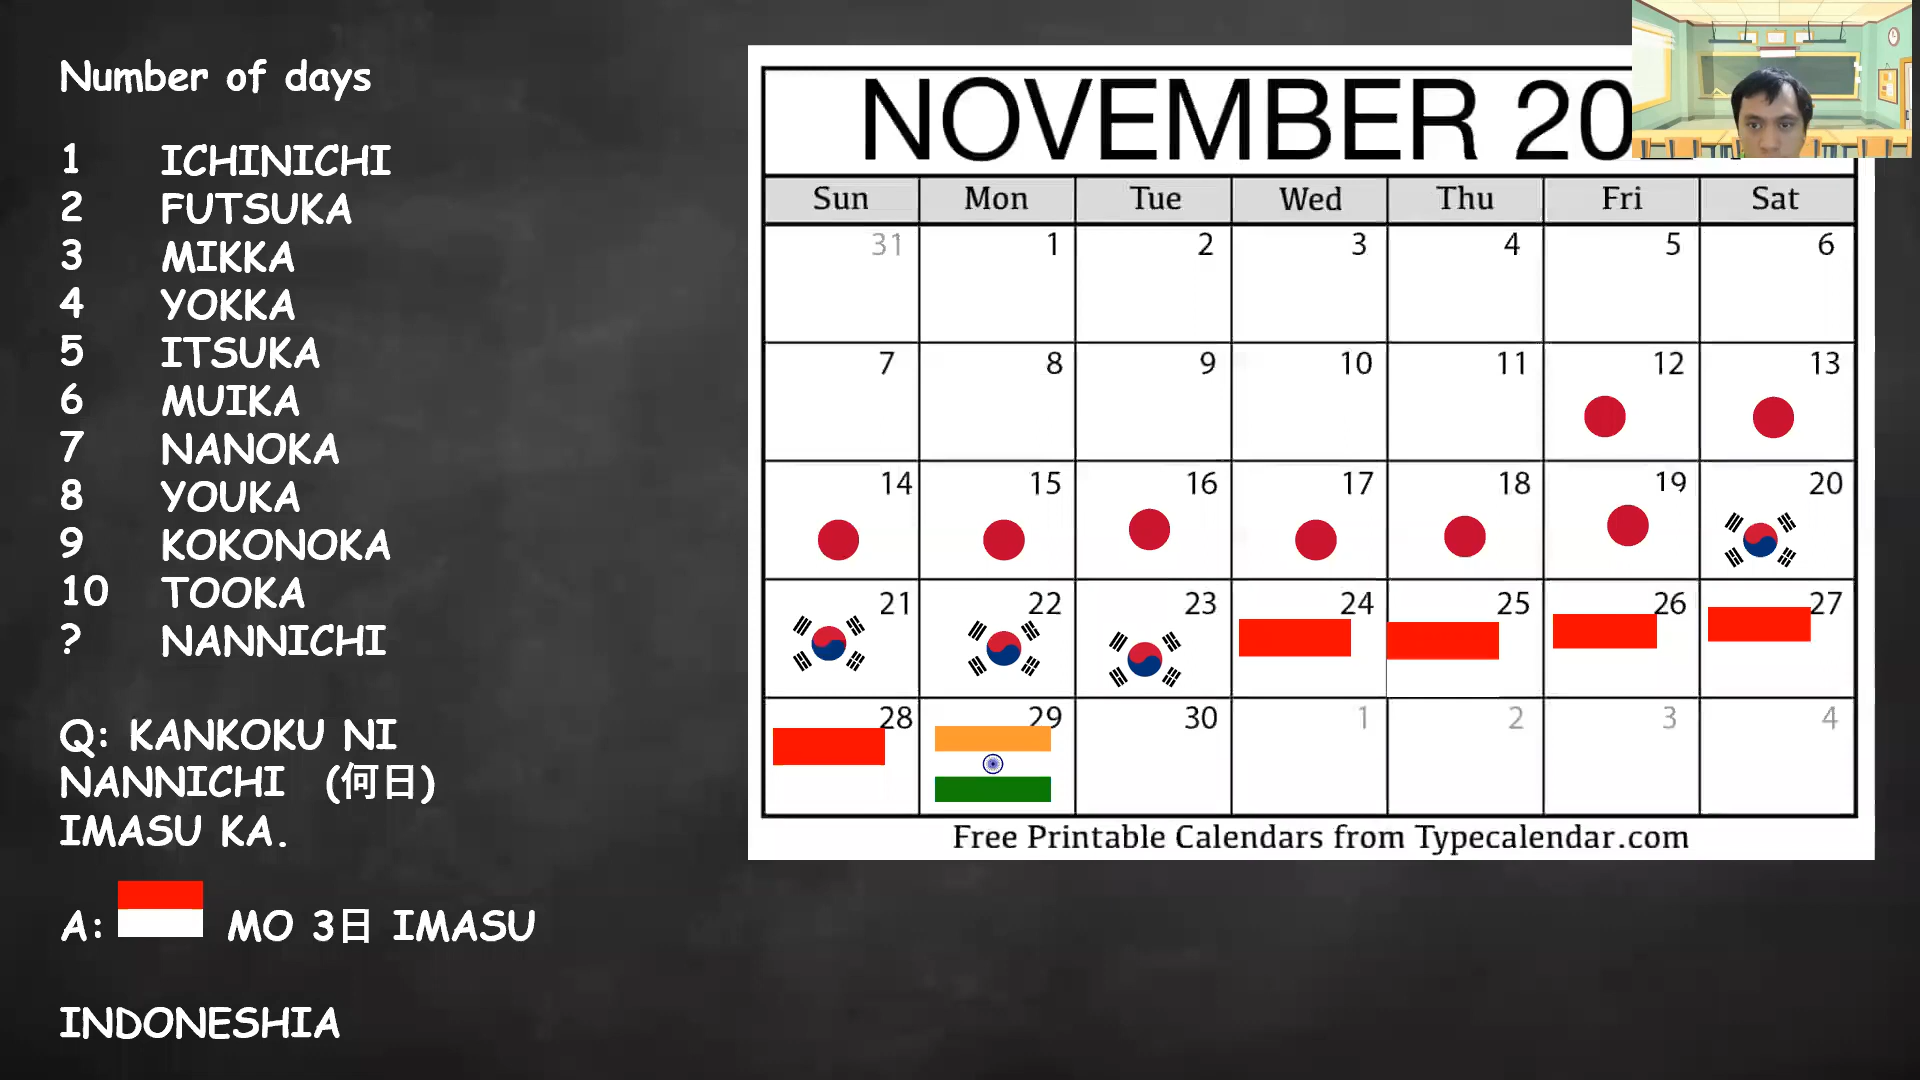 Number of days
1 ICHINICHI
2 FUTSUKA
3 MIKKA
4 YOKKA
5 ITSUKA
6 MUIKA
7 NANOKA
8 YOUKA
9 KOKONOKA
10 TOOKA
? NANNICHI
Q: KANKOKU NI
NANNICHI (何日)
IMASU KA.
A: MO 3日 IMASU
INDONESHIA
NOVEMBER 20
Sun Mon Tue Wed Thu Fri Sat
31 1 2 3 4 5 6
7 8 9 10 11 12 13
14 15 16 17 18 19 20
21 22 23 24 25 26 27
28 29 30 1 2 3 4
Free Printable Calendars from Typecalendar.com